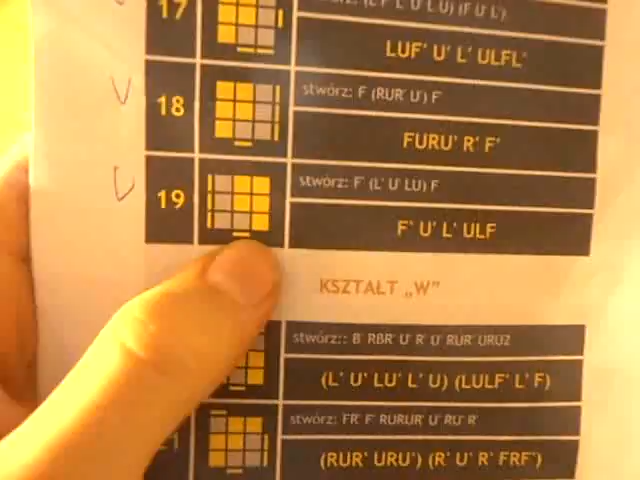 17
LUF' U' L' ULFL'
18
stwórz: F (RUR' U') F'
FURU' R' F'
19
stwórz: F' (L' U' LU) F
F' U' L' ULF
KSZTAŁT „W”
stwórz:: B' RBR' U' R' U' RUR' URU2
(L' U' LU' L' U) (LULF' L' F)
stwórz: FR' F' RURUR' U' RU' R'
(RUR' URU') (R' U' R' FRF')